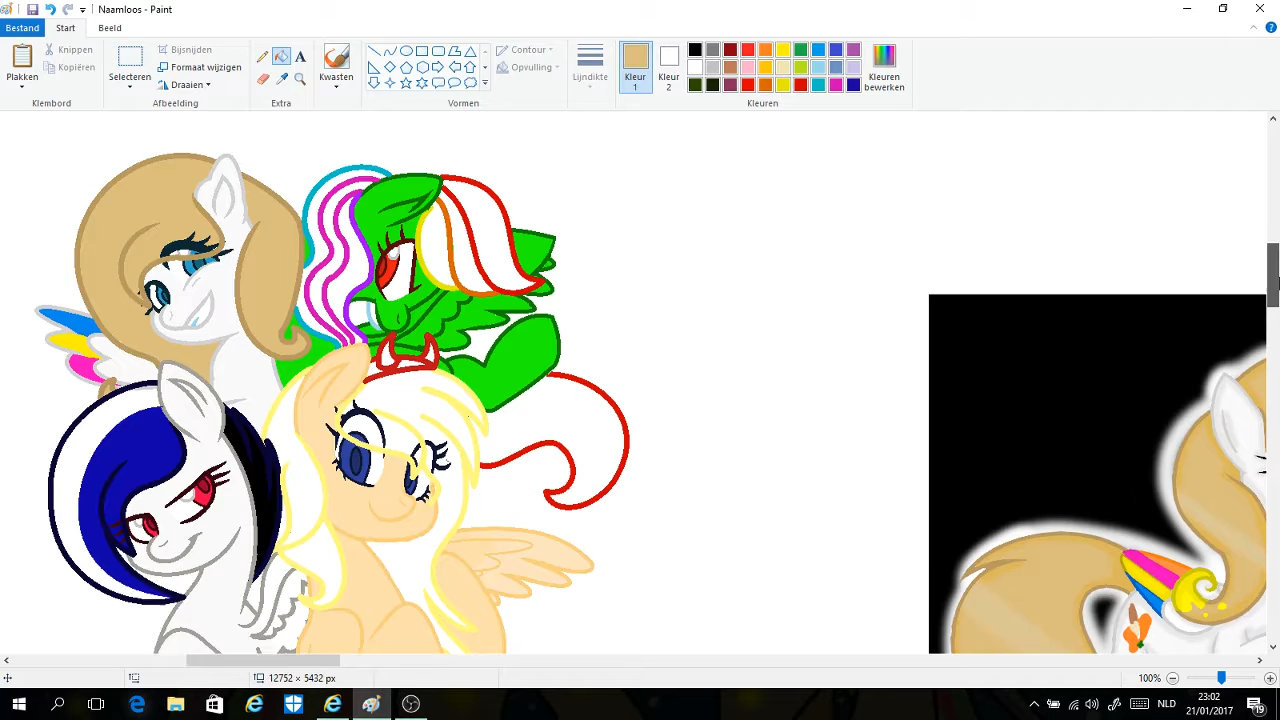 Naamloos - Paint
Bestand Start Beeld
Plakken
Knippen
Kopiëren
Klembord
Selecteren
Bijsnijden
Formaat wijzigen
Draaien
Afbeelding
Extra
Kwasten
Contour
Opvulling
Vormen
Lijndikte
Kleur
1
Kleur
2
Kleuren
bewerken
Kleuren
12752 × 5432 px
100%
NLD
23:02
21/01/2017
19